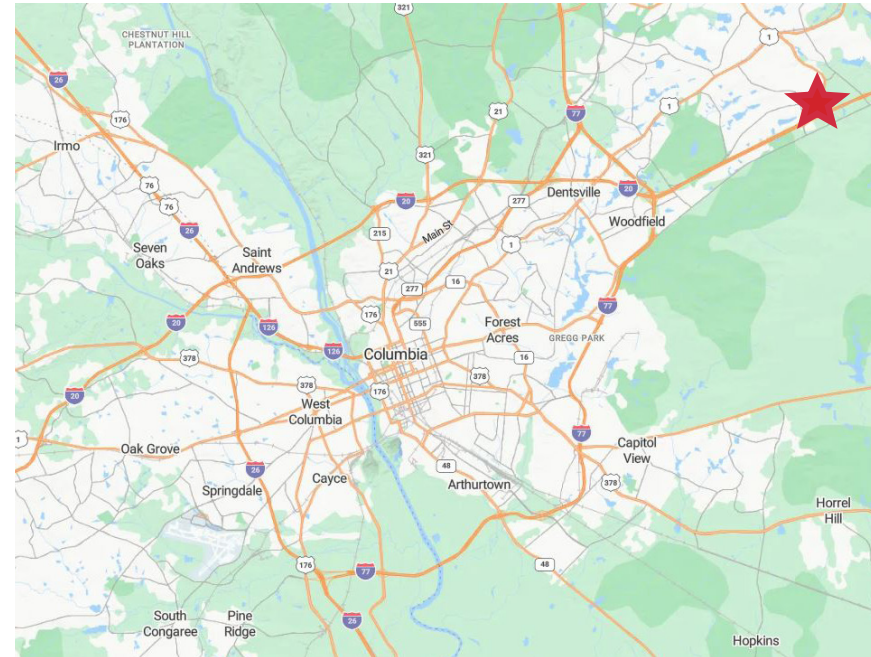 321
CHESTNUT HILL
PLANTATION
1
26
176
21
77
1
Irmo
321
76
20
277
Dentsville
20
76
215
Main St
Woodfield
26
1
Seven
Oaks
Saint
Andrews
21
16
277
77
20
126
176
555
Forest
Acres
GREGG PARK
126
Columbia
378
16
378
378
176
20
West
Columbia
77
1
Oak Grove
Capitol
View
48
26
Cayce
Arthurtown
378
Springdale
Horrel
Hill
176
77
48
South
Congaree
Pine
Ridge
26
Hopkins